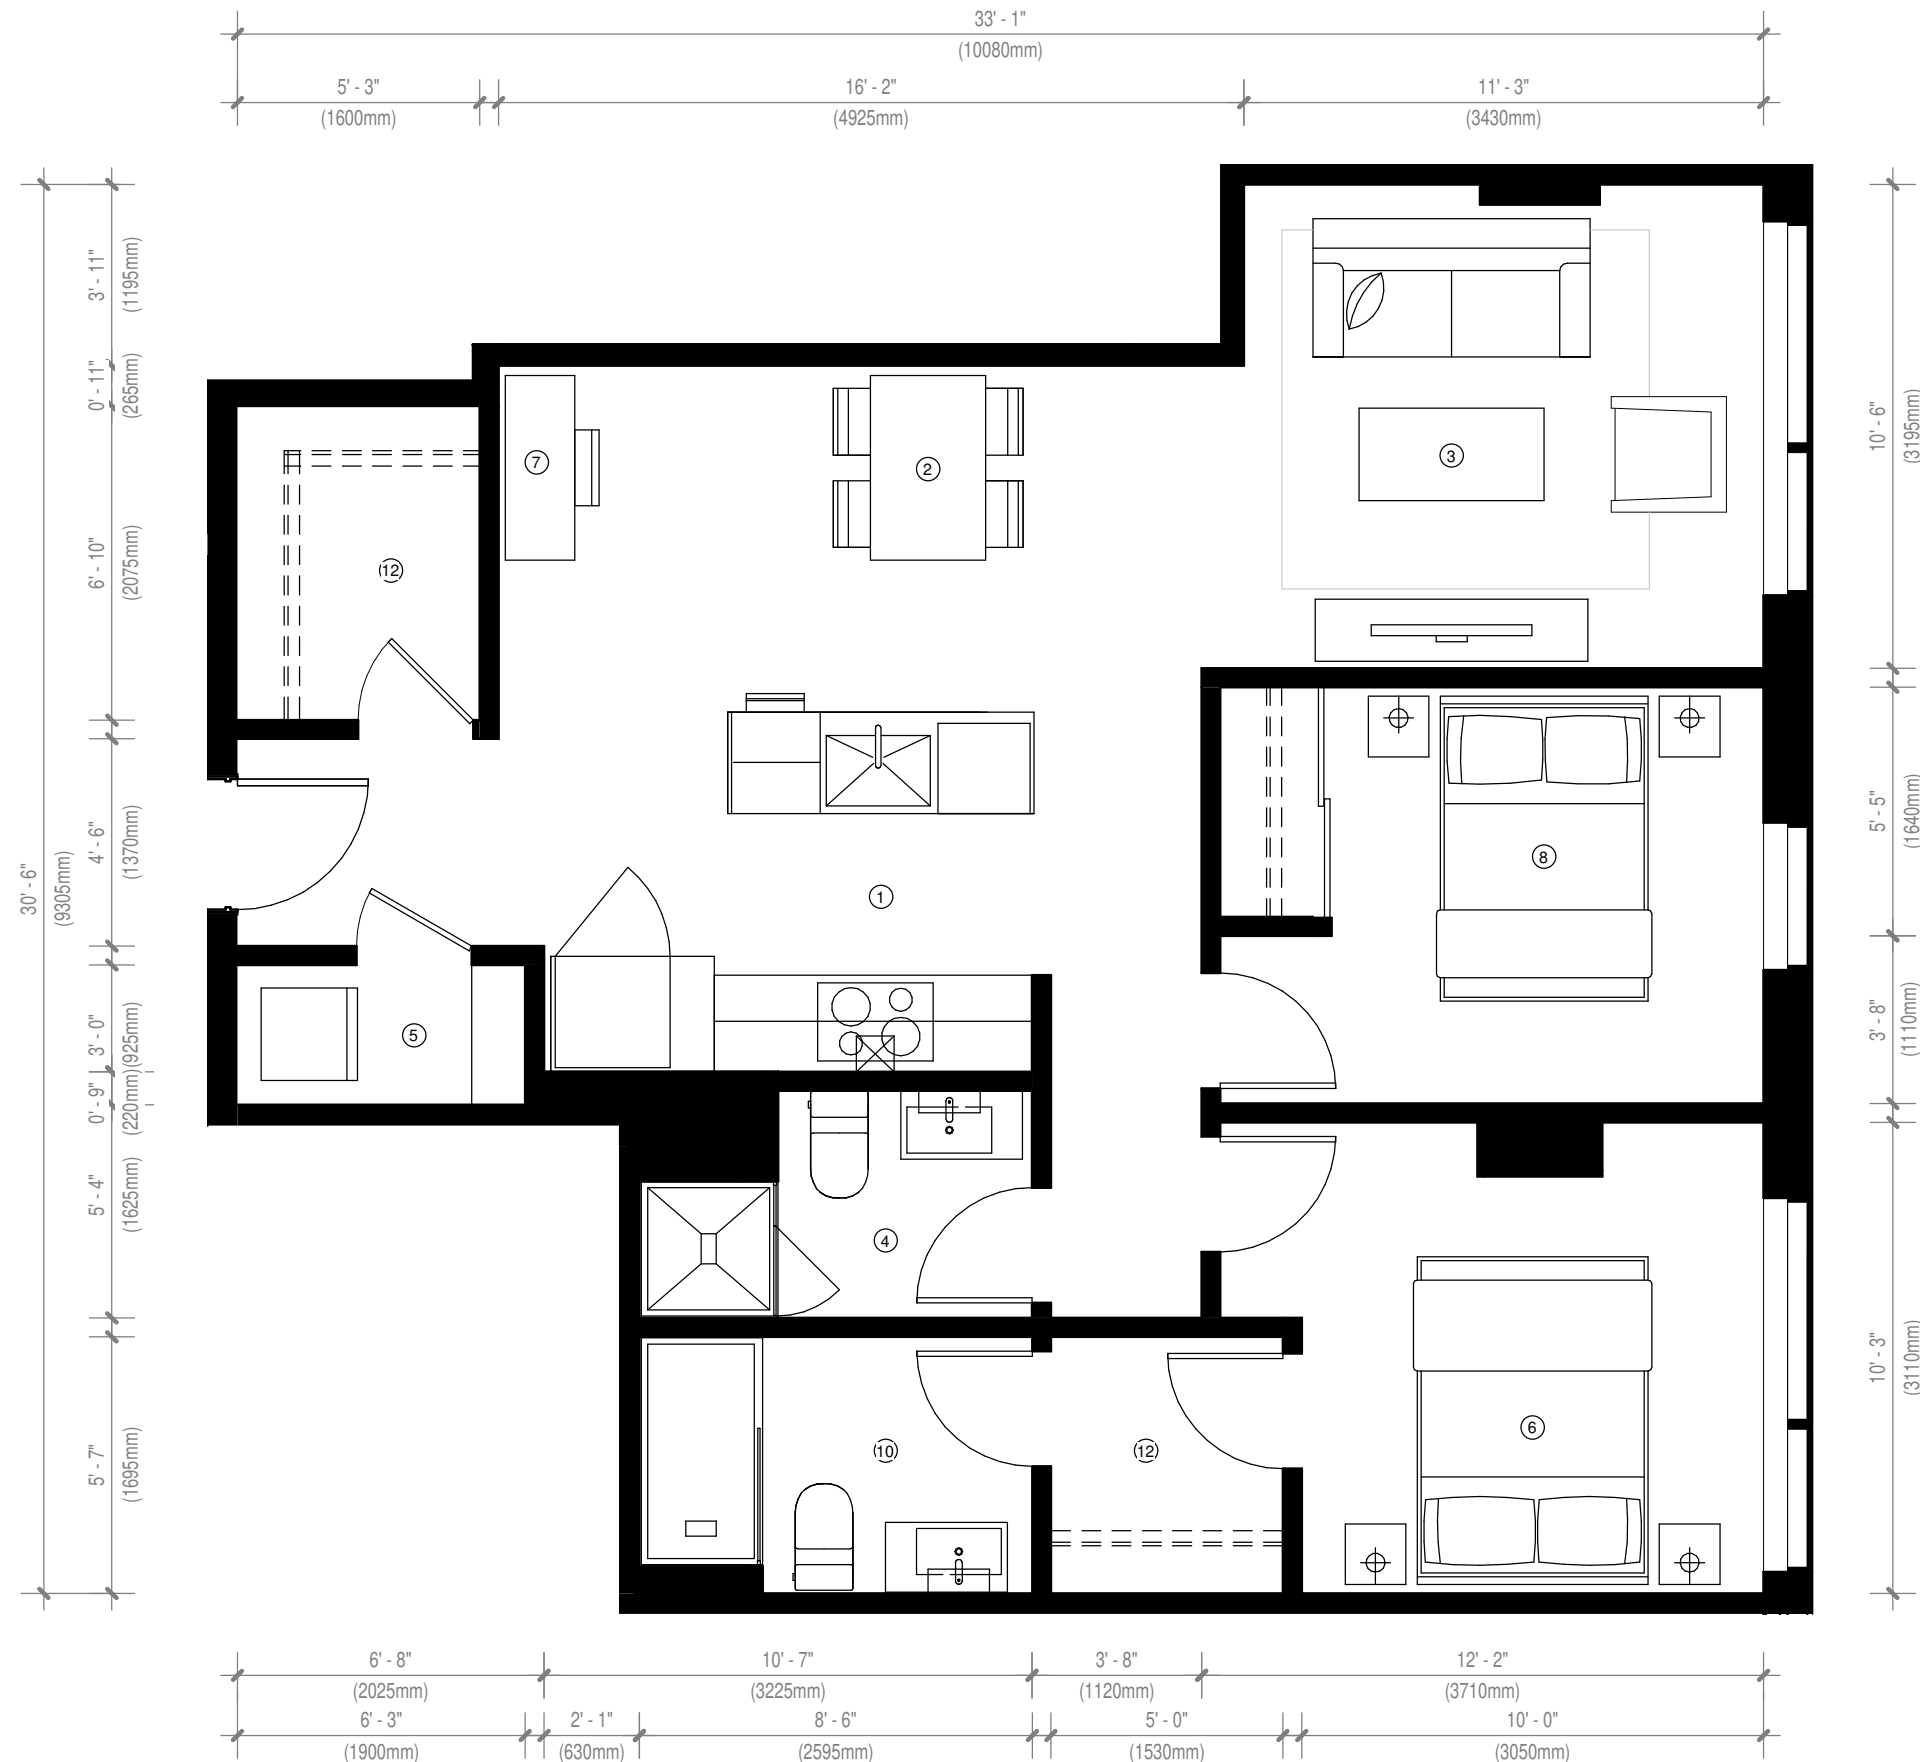 33' - 1"
(10080mm)
5' - 3"
16' - 2"
11' - 3"
(1600mm)
(4925mm)
(3430mm)
30' - 6"
(9305mm)
3' - 11"
(1195mm)
0' - 11"
(265mm)
6' - 10"
(2075mm)
4' - 6"
(1370mm)
3' - 0"
(925mm)
0' - 9"
(220mm)
5' - 4"
(1625mm)
5' - 7"
(1695mm)
7
2
3
12
8
1
5
4
10
12
6
10' - 6"
(3195mm)
5' - 5"
(1640mm)
3' - 8"
(1110mm)
10' - 3"
(3110mm)
6' - 8"
10' - 7"
3' - 8"
12' - 2"
(2025mm)
(3225mm)
(1120mm)
(3710mm)
6' - 3"
2' - 1"
8' - 6"
5' - 0"
10' - 0"
(1900mm)
(630mm)
(2595mm)
(1530mm)
(3050mm)